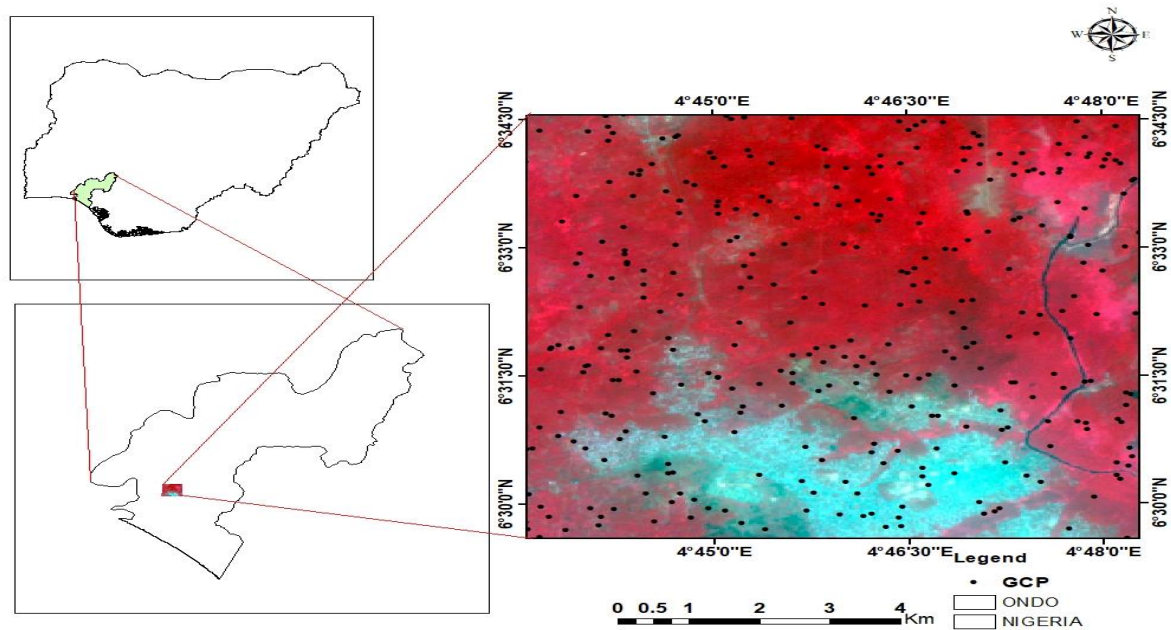 N
W E
S
4°45'0"E 4°46'30"E 4°48'0"E
6°34'30"N 6°34'30"N
6°33'0"N 6°33'0"N
6°31'30"N 6°31'30"N
6°30'0"N 6°30'0"N
4°45'0"E 4°46'30"E 4°48'0"E
Legend
GCP
ONDO
NIGERIA
0 0.5 1 2 3 4
Km